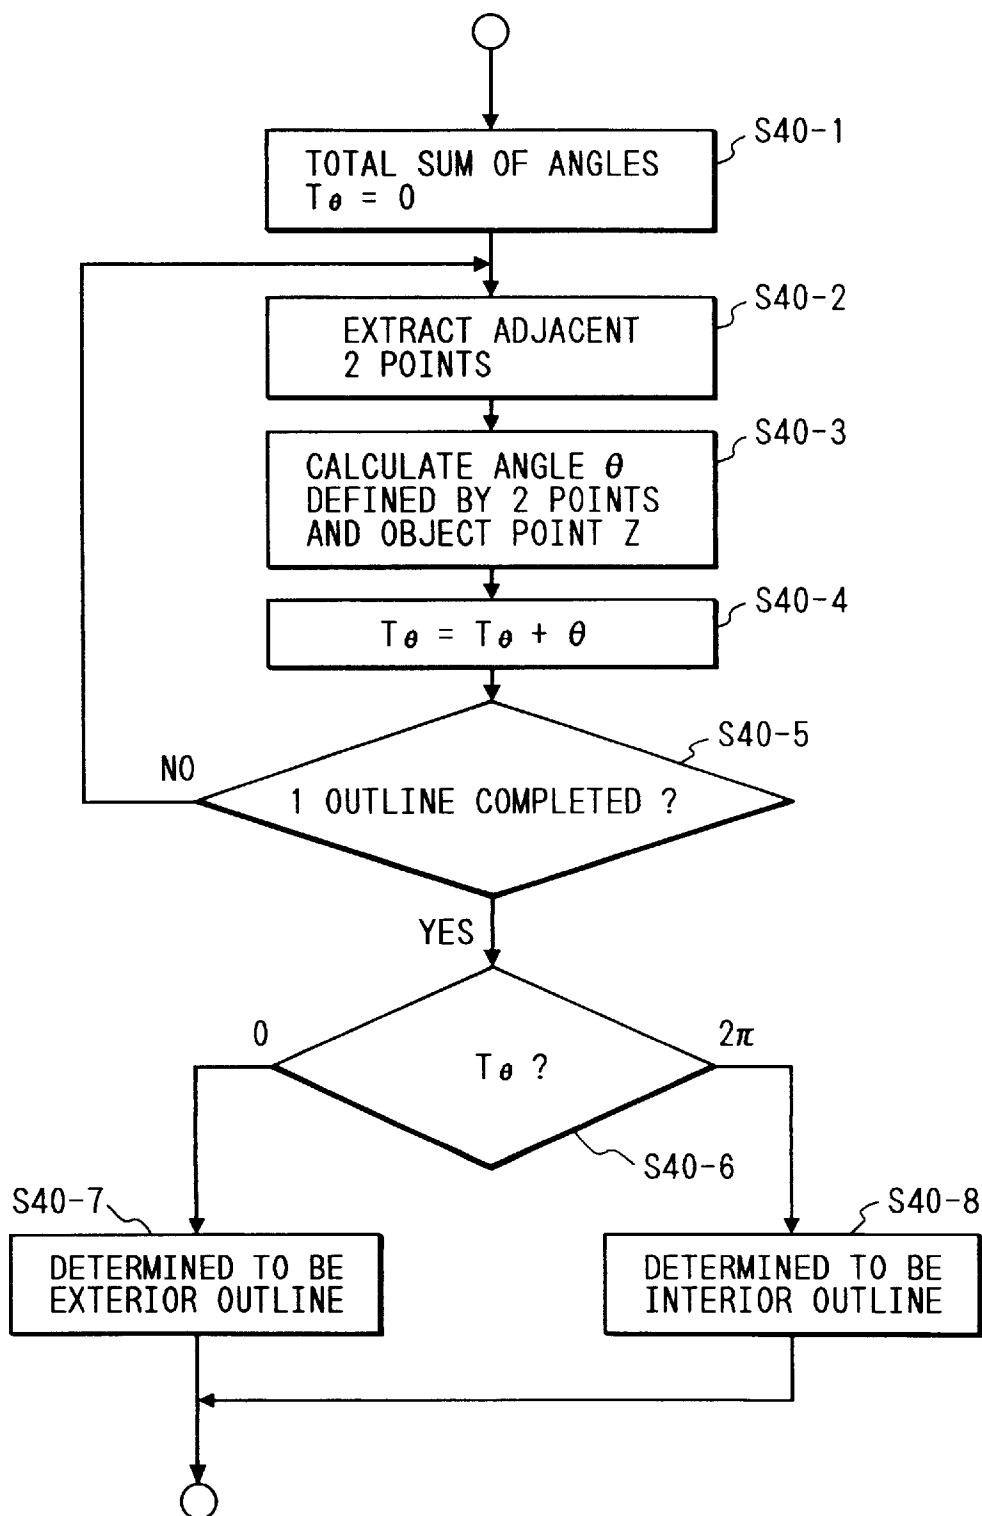 S40-1
TOTAL SUM OF ANGLES
Tθ = 0
S40-2
EXTRACT ADJACENT
2 POINTS
S40-3
CALCULATE ANGLE θ
DEFINED BY 2 POINTS
AND OBJECT POINT Z
S40-4
Tθ = Tθ + θ
S40-5
NO
1 OUTLINE COMPLETED ?
YES
0
2π
Tθ ?
S40-6
S40-7
S40-8
DETERMINED TO BE
EXTERIOR OUTLINE
DETERMINED TO BE
INTERIOR OUTLINE